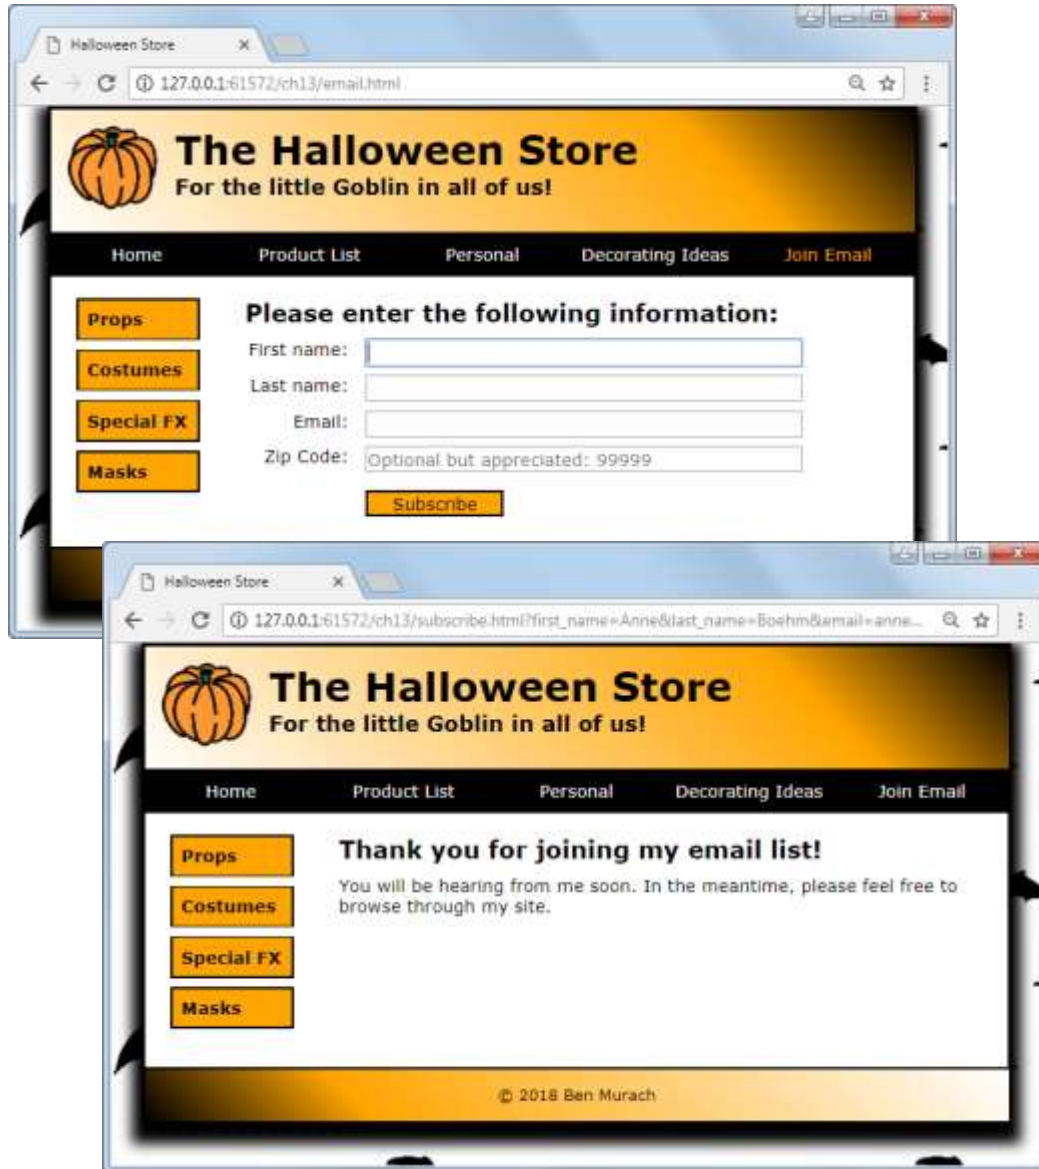 Halloween Store
127.0.0.1:61572/ch13/email.html
The Halloween Store
For the little Goblin in all of us!
Home Product List Personal Decorating Ideas Join Email
Props
Costumes
Special FX
Masks
Please enter the following information:
First name:
Last name:
Email:
Zip Code: Optional but appreciated: 99999
Subscribe
Halloween Store
127.0.0.1:61572/ch13/subscribe.html?first_name=Anne&last_name=Boehm&email=anne...
The Halloween Store
For the little Goblin in all of us!
Home Product List Personal Decorating Ideas Join Email
Props
Costumes
Special FX
Masks
Thank you for joining my email list!
You will be hearing from me soon. In the meantime, please feel free to
browse through my site.
© 2018 Ben Murach